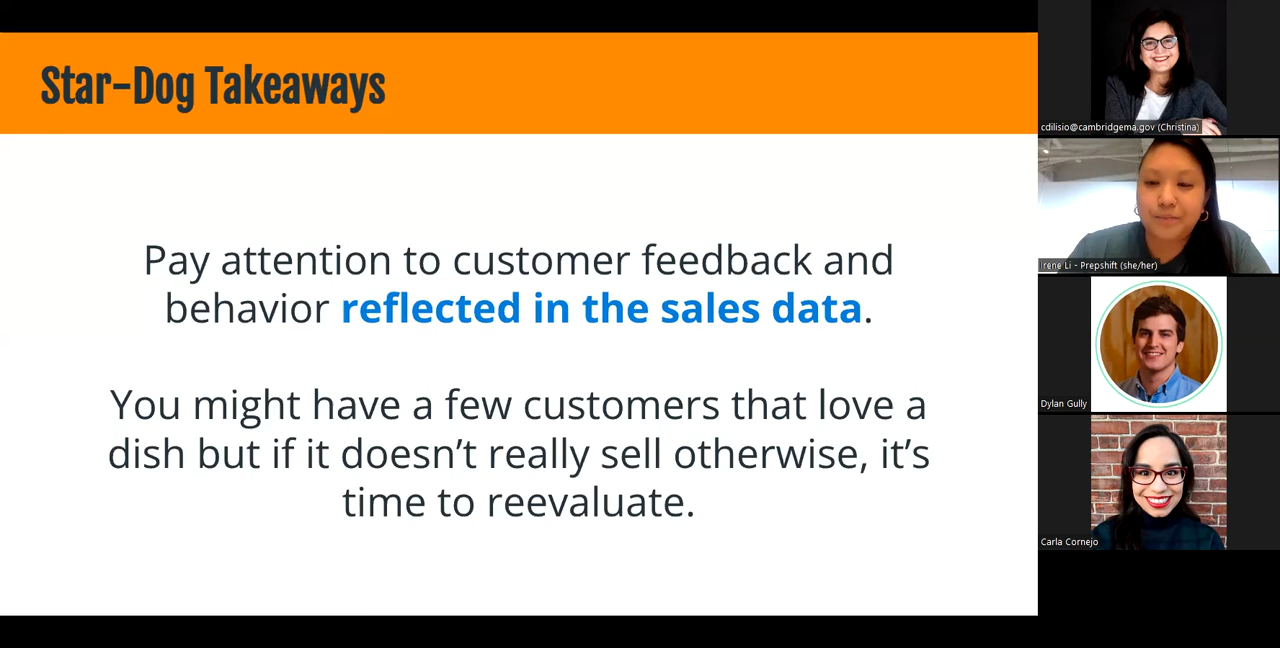 Star-Dog Takeaways
Pay attention to customer feedback and
behavior reflected in the sales data.
You might have a few customers that love a
dish but if it doesn’t really sell otherwise, it’s
time to reevaluate.
cdilisio@cambridgema.gov (Christina)
Irene Li - Prepshift (she/her)
Dylan Gully
Carla Cornejo